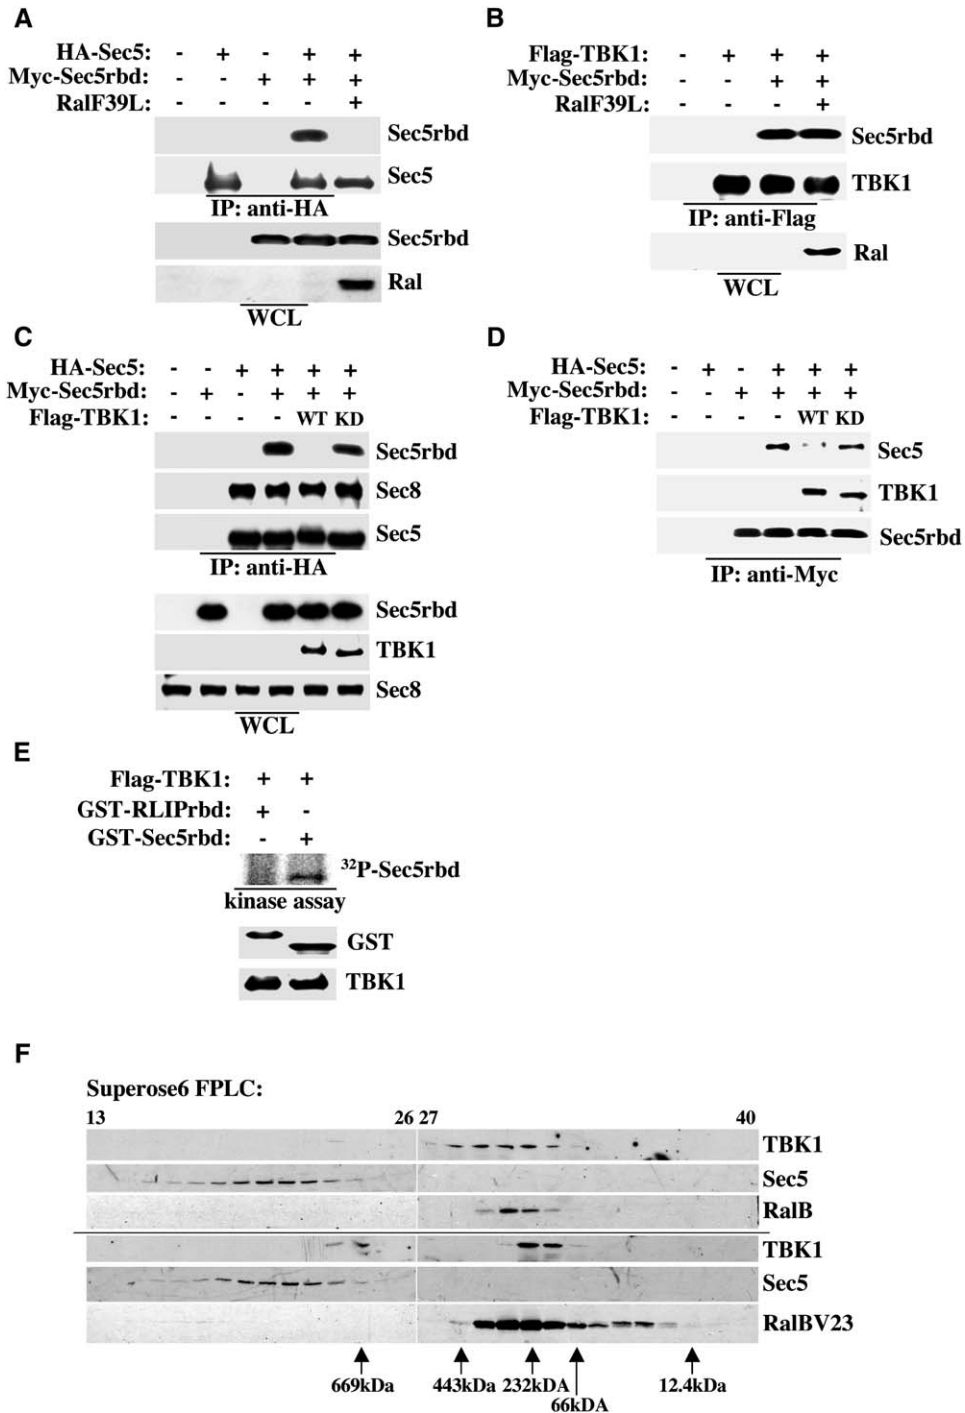 A
HA-Sec5: - + - + +
Myc-Sec5rbd: - - + + +
RalF39L: - - - - +
Sec5rbd
Sec5
IP: anti-HA
Sec5rbd
Ral
WCL
B
Flag-TBK1: - + + +
Myc-Sec5rbd: - - + +
RalF39L: - - - +
Sec5rbd
TBK1
IP: anti-Flag
Ral
WCL
C
HA-Sec5: - - + + + +
Myc-Sec5rbd: - + - + + +
Flag-TBK1: - - - - WT KD
Sec5rbd
Sec8
Sec5
IP: anti-HA
Sec5rbd
TBK1
Sec8
WCL
D
HA-Sec5: - + - + + +
Myc-Sec5rbd: - - + + + +
Flag-TBK1: - - - - WT KD
Sec5
TBK1
Sec5rbd
IP: anti-Myc
E
Flag-TBK1: + +
GST-RLIPrbd: + -
GST-Sec5rbd: - +
32P-Sec5rbd
kinase assay
GST
TBK1
F
Superose6 FPLC:
13 26 27 40
TBK1
Sec5
RalB
TBK1
Sec5
RalBV23
669kDa 443kDa 232kDA 12.4kDa
66kDA